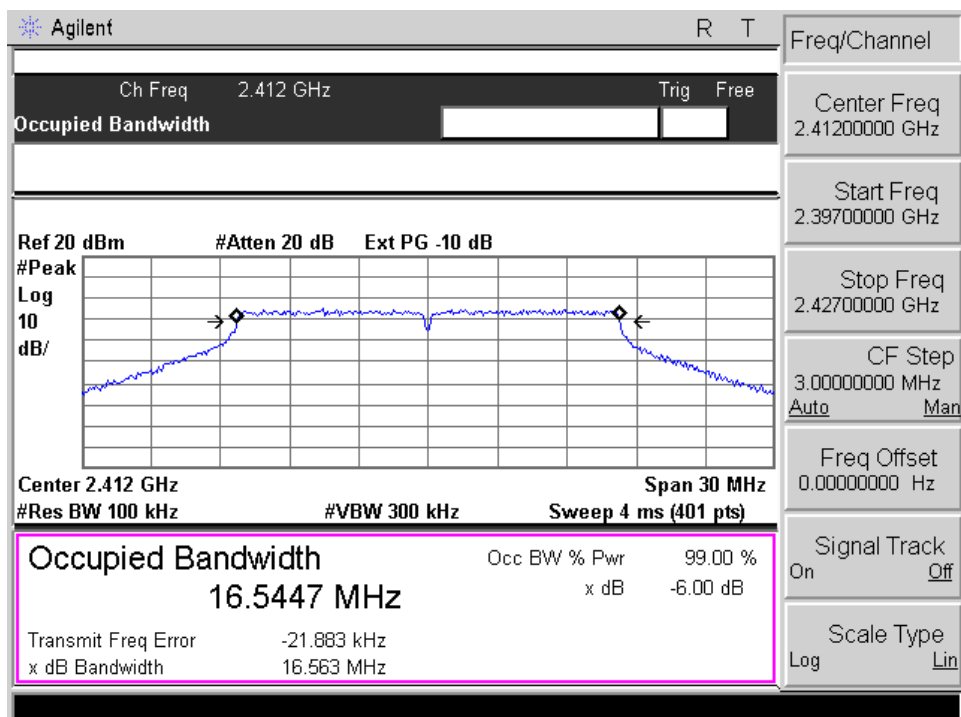 Agilent R T
Ch Freq 2.412 GHz Trig Free
Occupied Bandwidth
Ref 20 dBm #Atten 20 dB Ext PG -10 dB
#Peak
Log
10
dB/
Center 2.412 GHz Span 30 MHz
#Res BW 100 kHz #VBW 300 kHz Sweep 4 ms (401 pts)
Occupied Bandwidth
16.5447 MHz
Occ BW % Pwr 99.00 %
x dB -6.00 dB
Transmit Freq Error -21.883 kHz
x dB Bandwidth 16.563 MHz
Freq/Channel
Center Freq
2.41200000 GHz
Start Freq
2.39700000 GHz
Stop Freq
2.42700000 GHz
CF Step
3.00000000 MHz
Auto Man
Freq Offset
0.00000000 Hz
Signal Track
On Off
Scale Type
Log Lin